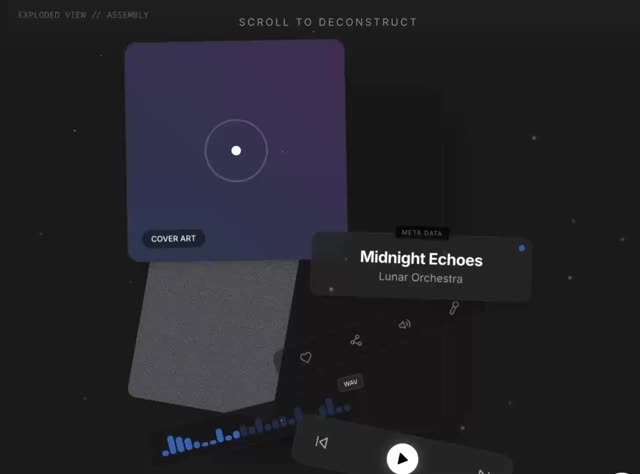 EXPLODED VIEW // ASSEMBLY
SCROLL TO DECONSTRUCT
COVER ART
META DATA
Midnight Echoes
Lunar Orchestra
WAV